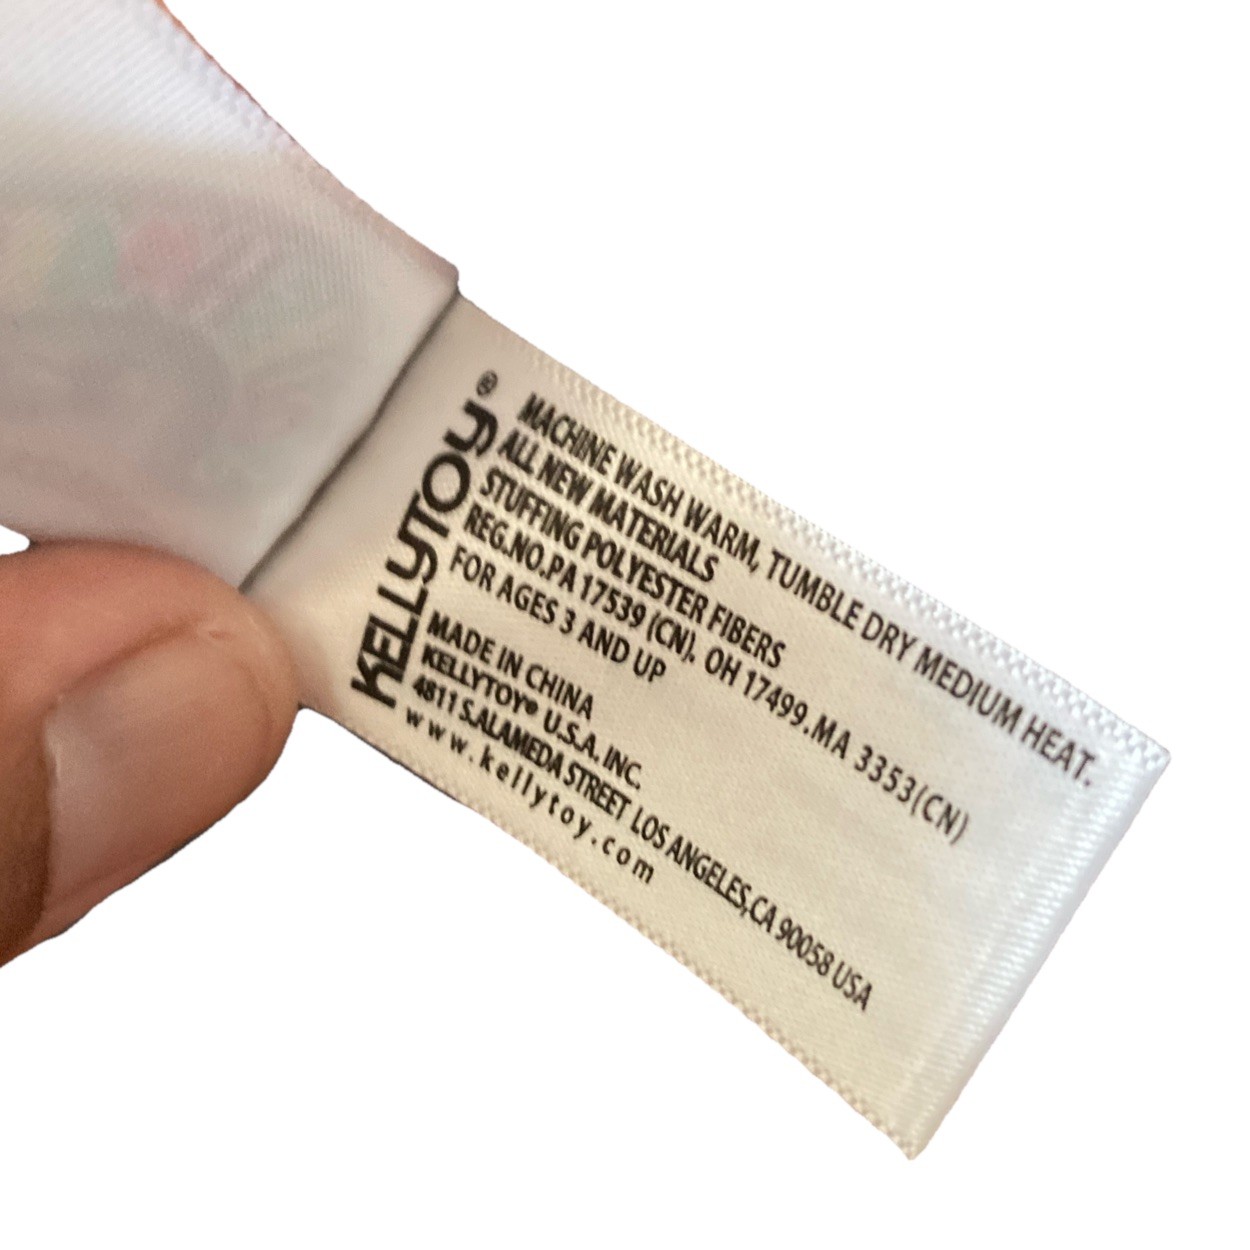 KELLYTOY®
MACHINE WASH WARM, TUMBLE DRY MEDIUM HEAT.
ALL NEW MATERIALS
STUFFING POLYESTER FIBERS
REG.NO.PA 17539 (CN). OH 17499.MA 3353(CN)
FOR AGES 3 AND UP
MADE IN CHINA
KELLYTOY® U.S.A. INC.
4811 S.ALAMEDA STREET LOS ANGELES,CA 90058 USA
www.kellytoy.com